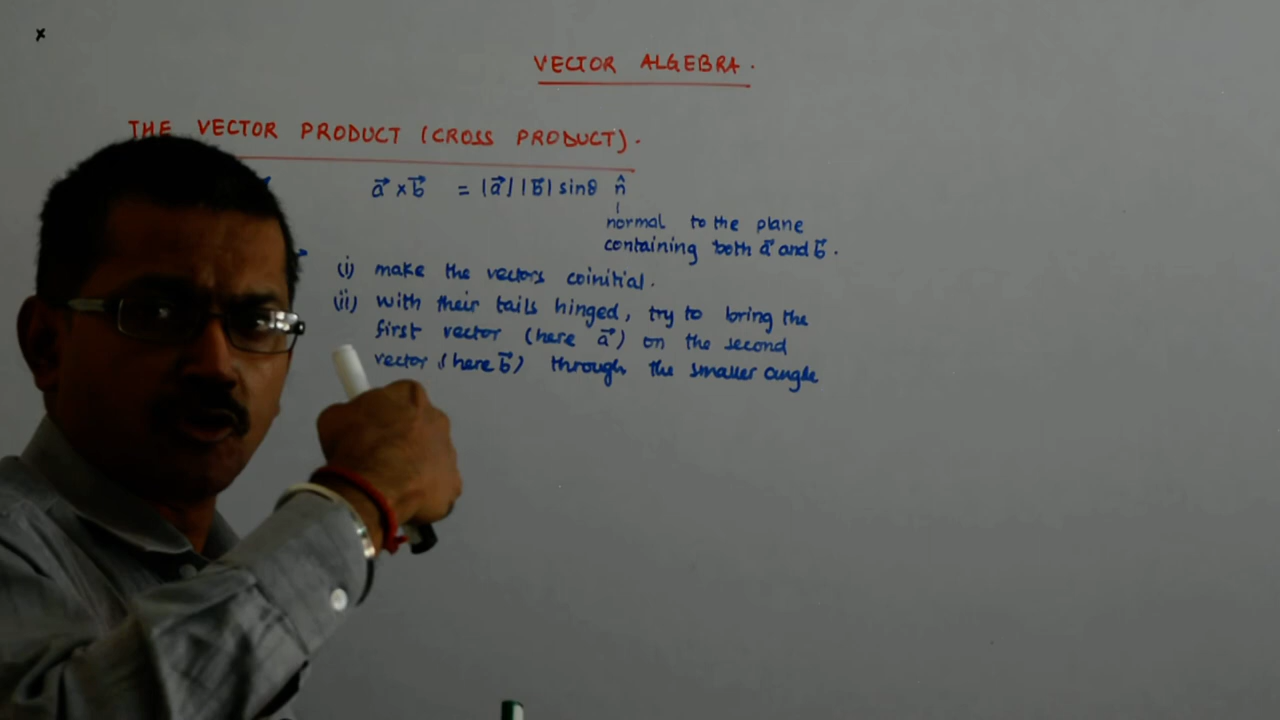 x
VECTOR ALGEBRA.
THE VECTOR PRODUCT (CROSS PRODUCT).
a⃗ × b⃗ = |a⃗| |b⃗| sinθ n̂
normal to the plane
containing both a⃗ and b⃗.
(i) make the vectors coinitial.
(ii) with their tails hinged, try to bring the
first vector (here a⃗) on the second
vector (here b⃗) through the smaller angle